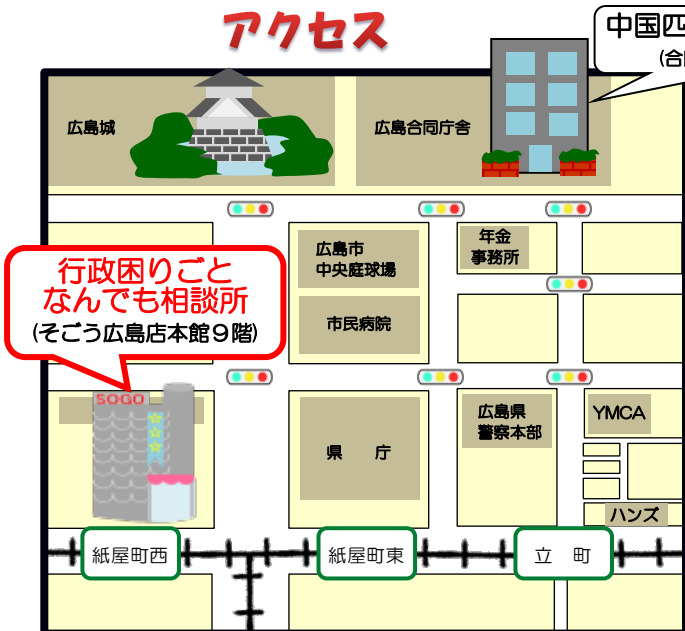 アクセス
中国四
(合同
広島城
広島合同庁舎
広島市
中央庭球場
年金
事務所
行政困りごと
なんでも相談所
(そごう広島店本館9階)
市民病院
SOGO
県 庁
広島県
警察本部
YMCA
ハンズ
紙屋町西
紙屋町東
立 町